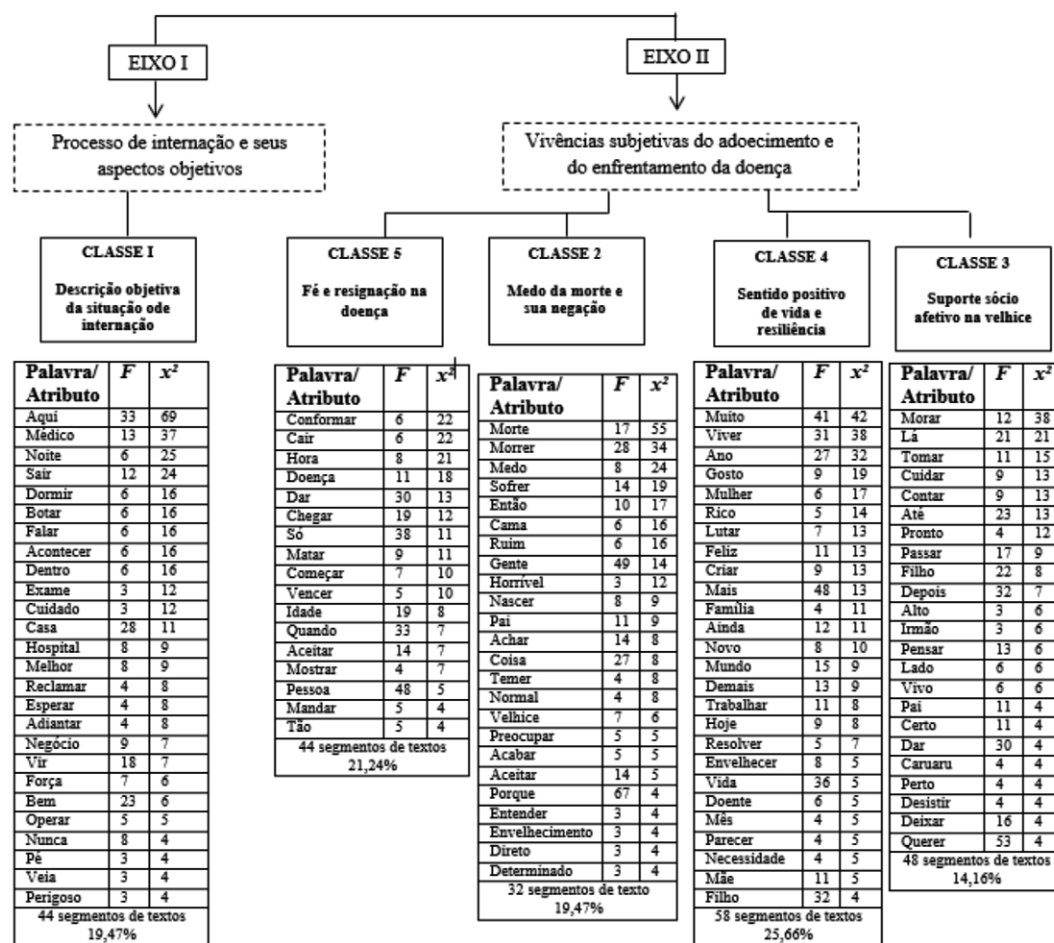 EIXO I
EIXO II
Processo de internação e seus
aspectos objetivos
Vivências subjetivas do adoecimento e
do enfrentamento da doença
CLASSE I
Descrição objetiva
da situação ode
internação
CLASSE 5
Fé e resignação na
doença
CLASSE 2
Medo da morte e
sua negação
CLASSE 4
Sentido positivo
de vida e
resiliência
CLASSE 3
Suporte sócio
afetivo na velhice
Palavra/ F x²
Atributo
Aqui 33 69
Médico 13 37
Noite 6 25
Sair 12 24
Dormir 6 16
Botar 6 16
Falar 6 16
Acontecer 6 16
Dentro 6 16
Exame 3 12
Cuidado 3 12
Casa 28 11
Hospital 8 9
Melhor 8 9
Reclamar 4 8
Esperar 4 8
Adiantar 4 8
Negócio 9 7
Vir 18 7
Força 7 6
Bem 23 6
Operar 5 5
Nunca 8 4
Pé 3 4
Veia 3 4
Perigoso 3 4
44 segmentos de textos
19,47%
Palavra/ F x²
Atributo
Conformar 6 22
Cair 6 22
Hora 8 21
Doença 11 18
Dar 30 13
Chegar 19 12
Só 38 11
Matar 9 11
Começar 7 10
Vencer 5 10
Idade 19 8
Quando 33 7
Aceitar 14 7
Mostrar 4 7
Pessoa 48 5
Mandar 5 4
Tão 5 4
44 segmentos de textos
21,24%
Palavra/ F x²
Atributo
Morte 17 55
Morrer 28 34
Medo 8 24
Sofrer 14 19
Então 10 17
Cama 6 16
Ruim 6 16
Gente 49 14
Horrível 3 12
Nascer 8 9
Pai 11 9
Achar 14 8
Coisa 27 8
Temer 4 8
Normal 4 8
Velhice 7 6
Preocupar 5 5
Acabar 5 5
Aceitar 14 5
Porque 67 4
Entender 3 4
Envelhecimento 3 4
Direto 3 4
Determinado 3 4
32 segmentos de texto
19,47%
Palavra/ F x²
Atributo
Muito 41 42
Viver 31 38
Ano 27 32
Gosto 9 19
Mulher 6 17
Rico 5 14
Lutar 7 13
Feliz 11 13
Criar 9 13
Mais 48 13
Família 4 11
Ainda 12 11
Novo 8 10
Mundo 15 9
Demais 13 9
Trabalhar 11 8
Hoje 9 8
Resolver 5 7
Envelhecer 8 5
Vida 36 5
Doente 6 5
Mês 4 5
Parecer 4 5
Necessidade 4 5
Mãe 11 5
Filho 32 4
58 segmentos de textos
25,66%
Palavra/ F x²
Atributo
Morar 12 38
Lá 21 21
Tomar 11 15
Cuidar 9 13
Contar 9 13
Até 23 13
Pronto 4 12
Passar 17 9
Filho 22 8
Depois 32 7
Alto 3 6
Irmão 3 6
Pensar 13 6
Lado 6 6
Vivo 6 6
Pai 11 4
Certo 11 4
Dar 30 4
Caruaru 4 4
Perto 4 4
Desistir 4 4
Deixar 16 4
Querer 53 4
48 segmentos de textos
14,16%